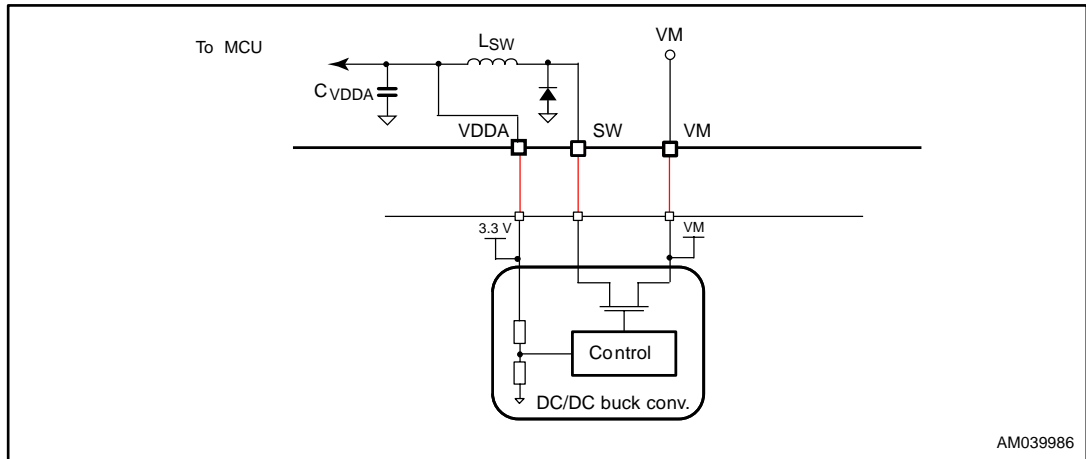 To MCU
LSW
VM
CVDDA
VDDA
SW
VM
3.3 V
VM
Control
DC/DC buck conv.
AM039986